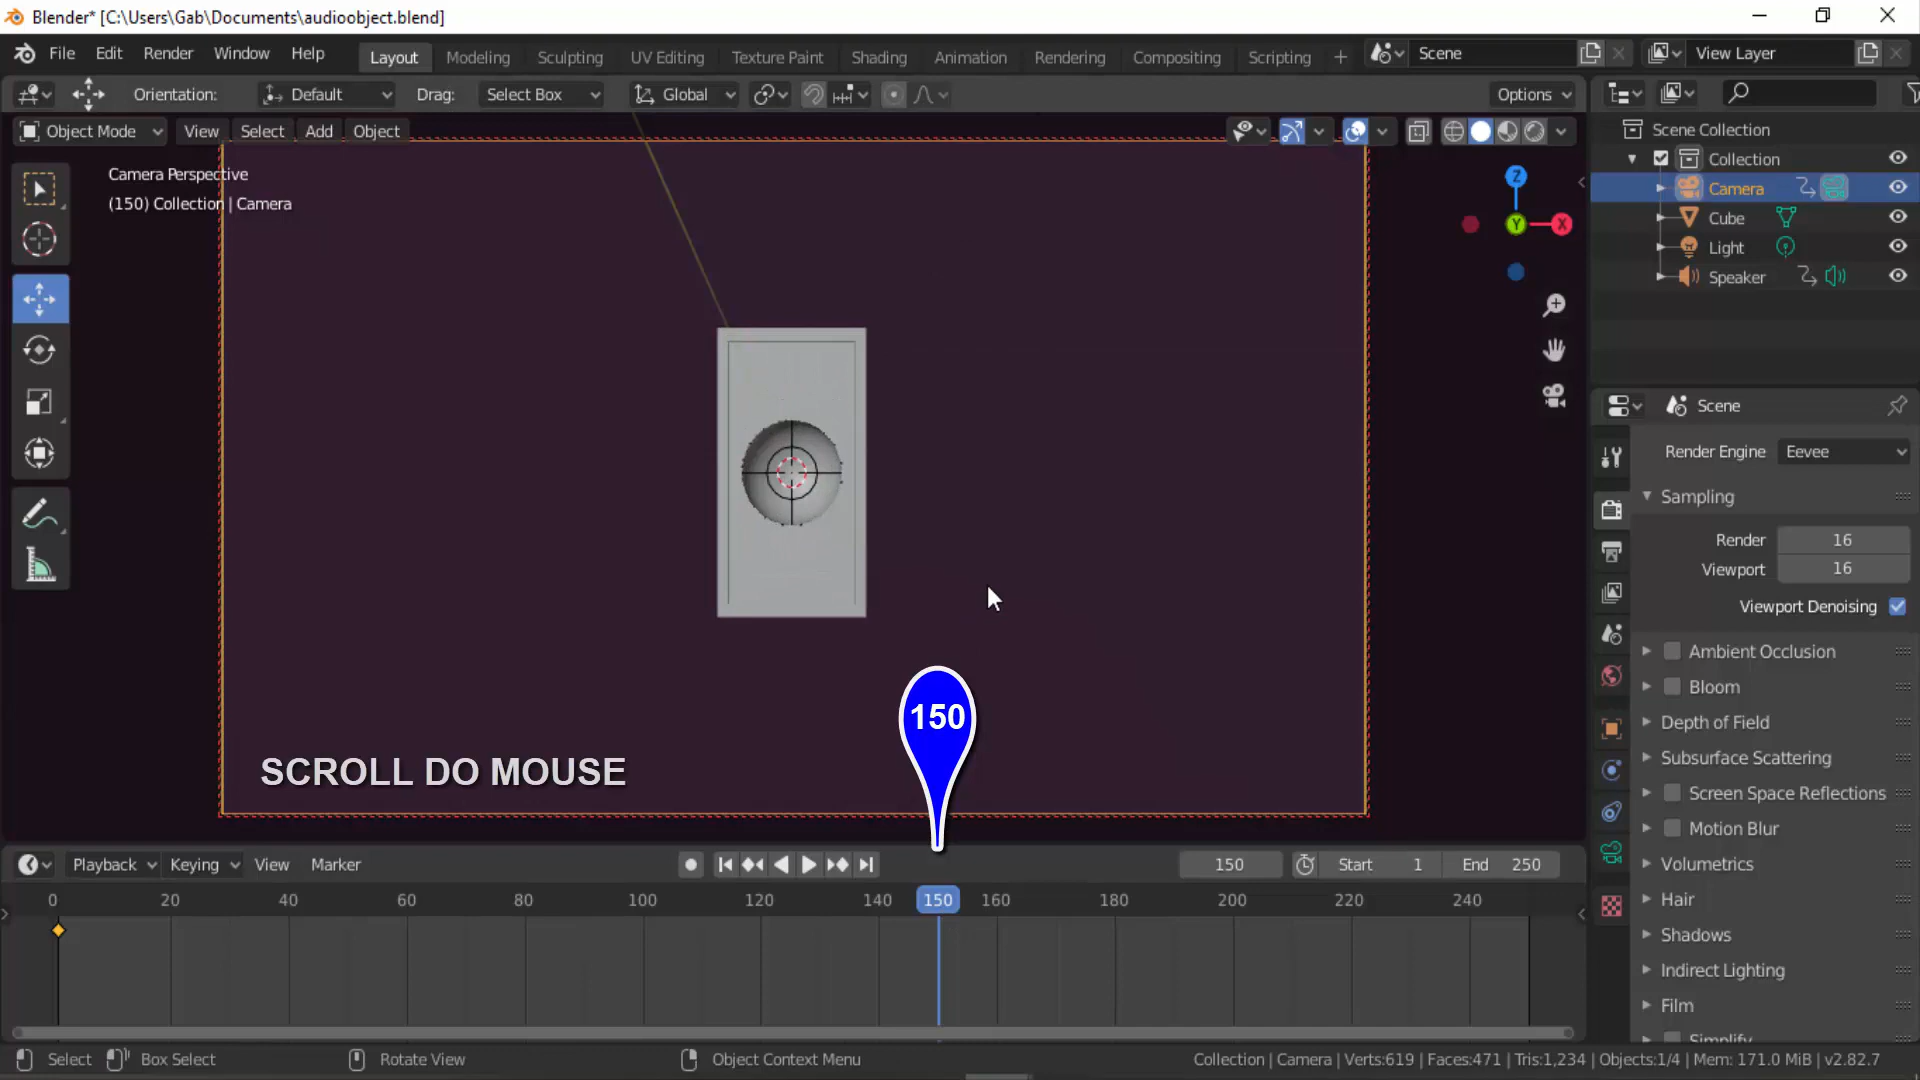 Blender* [C:\Users\Gab\Documents\audioobject.blend]
File Edit Render Window Help Layout Modeling Sculpting UV Editing Texture Paint Shading Animation Rendering Compositing Scripting + Scene View Layer
Orientation: Default Drag: Select Box Global Options
Object Mode View Select Add Object
Scene Collection
Collection
Camera
Cube
Light
Speaker
Camera Perspective
(150) Collection | Camera
Z
Y
X
Scene
Render Engine Eevee
Sampling
Render 16
Viewport 16
Viewport Denoising
Ambient Occlusion
Bloom
Depth of Field
Subsurface Scattering
Screen Space Reflections
Motion Blur
Volumetrics
Hair
Shadows
Indirect Lighting
Film
Simplify
150
SCROLL DO MOUSE
Playback Keying View Marker 150 Start 1 End 250
0 20 40 60 80 100 120 140 150 160 180 200 220 240
Select Box Select Rotate View Object Context Menu Collection | Camera | Verts:619 | Faces:471 | Tris:1,234 | Objects:1/4 | Mem: 171.0 MiB | v2.82.7